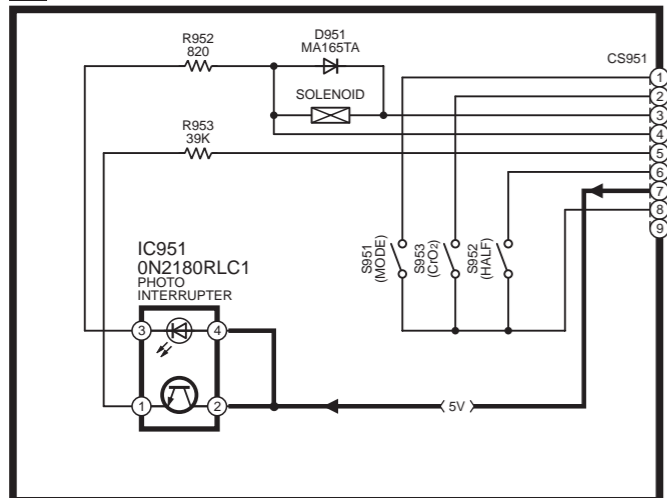 R952
820
D951
MA165TA
CS951
SOLENOID
R953
39K
1
2
3
4
5
6
7
8
9
S951
(MODE)
S953
(CrO2)
S952
(HALF)
IC951
0N2180RLC1
PHOTO
INTERRUPTER
3
4
1
2
5V